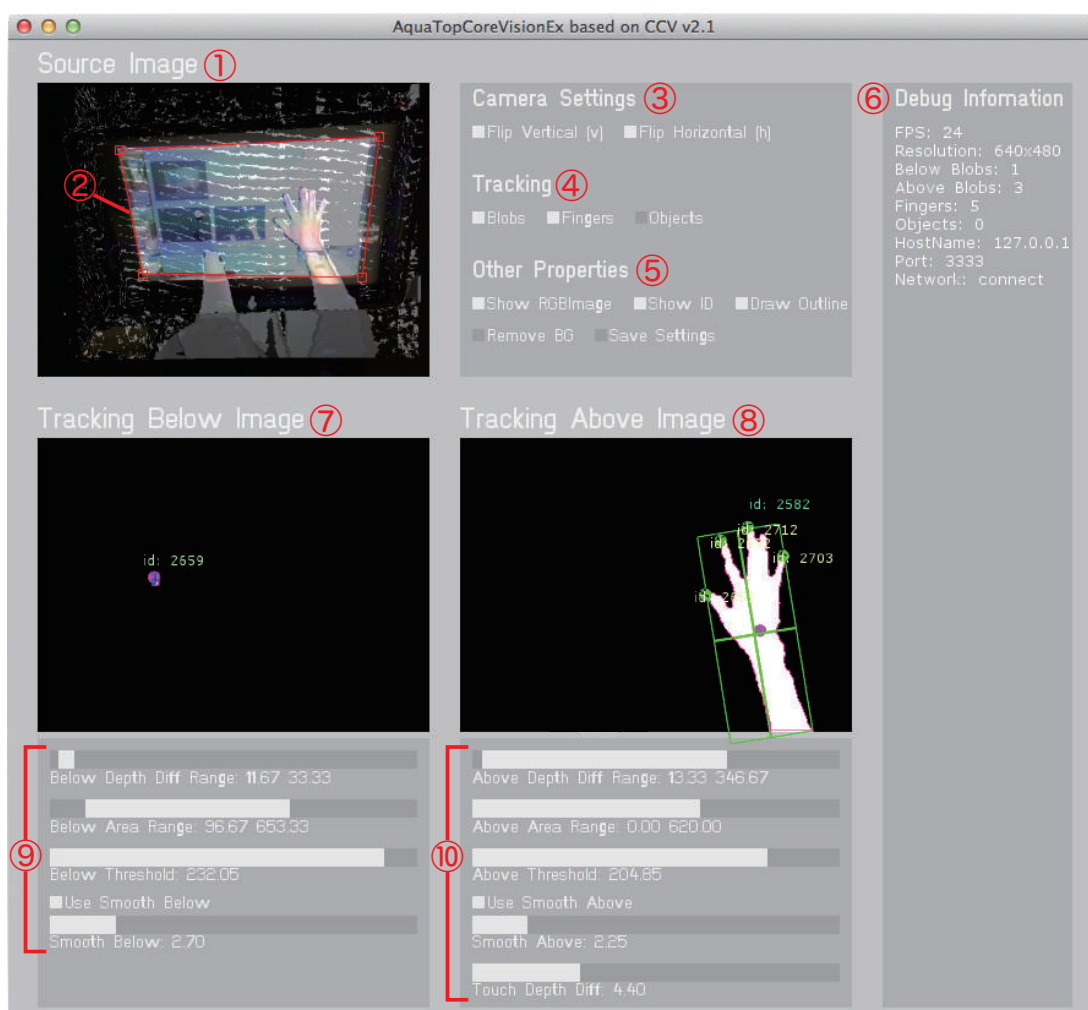 AquaTopCoreVisionEx based on CCV v2.1
Source Image ①
②
Camera Settings ③
Flip Vertical (v) Flip Horizontal (h)
Tracking ④
Blobs Fingers Objects
Other Properties ⑤
Show RGBImage Show ID Draw Outline
Remove BG Save Settings
⑥ Debug Infomation
FPS: 24
Resolution: 640x480
Below Blobs: 1
Above Blobs: 3
Fingers: 5
Objects: 0
HostName: 127.0.0.1
Port: 3333
Network: connect
Tracking Below Image ⑦
id: 2659
Tracking Above Image ⑧
id: 2582
id: 2712
id:
id: 2703
id:
⑨
Below Depth Diff Range: 11.67 33.33
Below Area Range: 96.67 653.33
Below Threshold: 232.05
Use Smooth Below
Smooth Below: 2.70
⑩
Above Depth Diff Range: 13.33 346.67
Above Area Range: 0.00 620.00
Above Threshold: 204.85
Use Smooth Above
Smooth Above: 2.25
Touch Depth Diff: 4.40